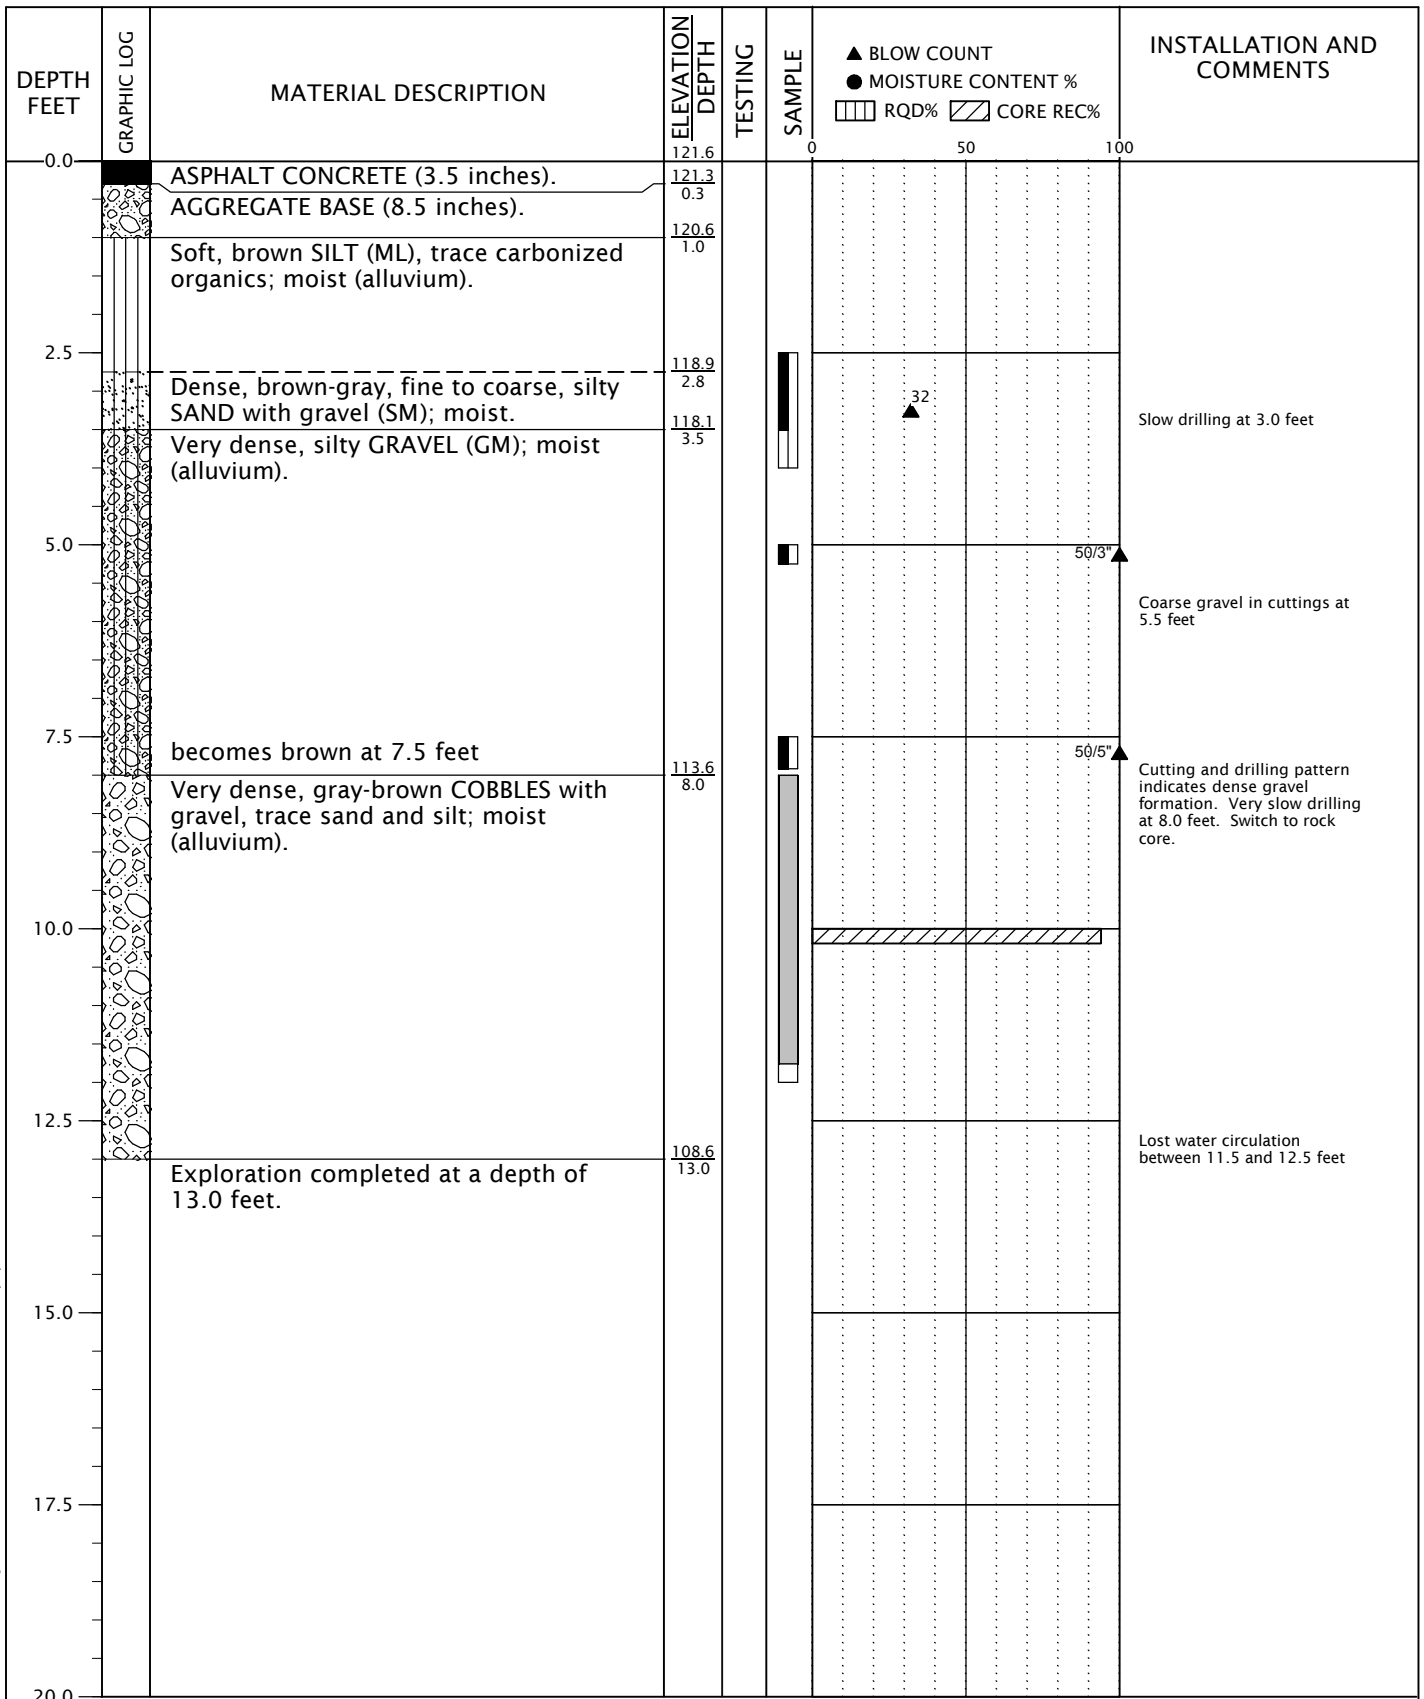 DEPTH
FEET
GRAPHIC LOG
MATERIAL DESCRIPTION
ELEVATION
DEPTH
TESTING
SAMPLE
▲ BLOW COUNT
● MOISTURE CONTENT %
RQD% CORE REC%
INSTALLATION AND
COMMENTS
0 50 100
0.0
121.6
ASPHALT CONCRETE (3.5 inches).
121.3
0.3
AGGREGATE BASE (8.5 inches).
120.6
1.0
Soft, brown SILT (ML), trace carbonized
organics; moist (alluvium).
2.5
118.9
2.8
Dense, brown-gray, fine to coarse, silty
SAND with gravel (SM); moist.
32
Slow drilling at 3.0 feet
118.1
3.5
Very dense, silty GRAVEL (GM); moist
(alluvium).
5.0
50/3"
Coarse gravel in cuttings at
5.5 feet
7.5
becomes brown at 7.5 feet
50/5"
113.6
8.0
Very dense, gray-brown COBBLES with
gravel, trace sand and silt; moist
(alluvium).
Cutting and drilling pattern
indicates dense gravel
formation. Very slow drilling
at 8.0 feet. Switch to rock
core.
10.0
12.5
Lost water circulation
between 11.5 and 12.5 feet
108.6
13.0
Exploration completed at a depth of
13.0 feet.
15.0
17.5
20.0